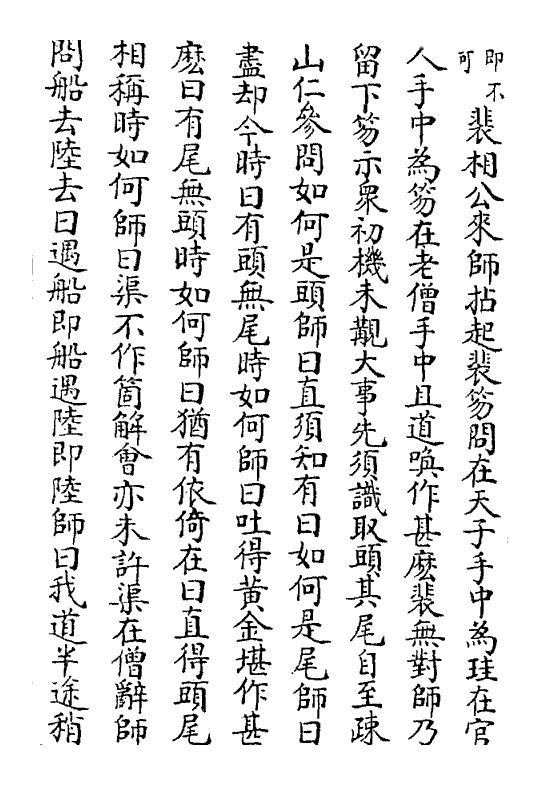 即不
可
裴相公來師拈起裴笏問在天子手中為珪在官
人手中為笏在老僧手中且道喚作甚麽裴無對師乃
留下笏示衆初機未覯大事先須識取頭其尾自至疎
山仁參問如何是頭師曰直須知有曰如何是尾師曰
盡却今時曰有頭無尾時如何師曰吐得黃金堪作甚
麽曰有尾無頭時如何師曰猶有依倚在曰直得頭尾
相稱時如何師曰渠不作箇解會亦未許渠在僧辭師
問船去陸去曰遇船即船遇陸即陸師曰我道半途稍